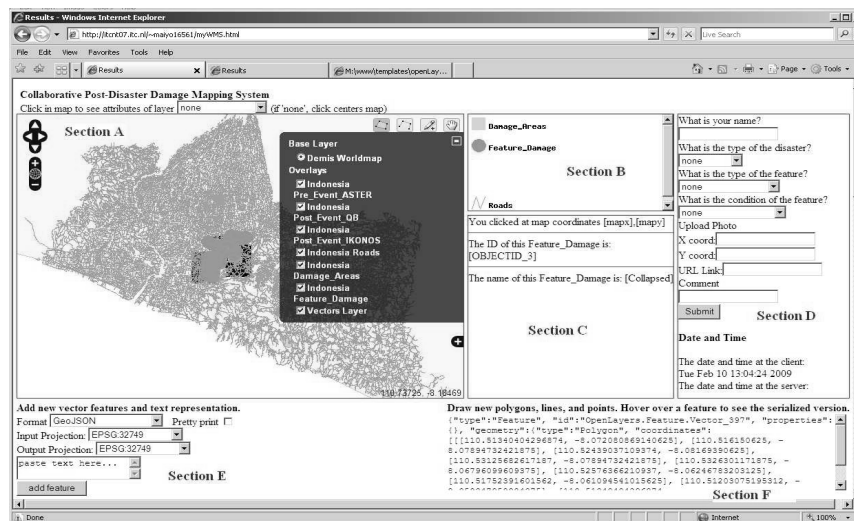 Results - Windows Internet Explorer
http://itcnt07.itc.nl/~maiyo16561/myWMS.html
Live Search
File Edit View Favorites Tools Help
Results
Results
M:\www\templates\openLay...
Page Tools
Collaborative Post-Disaster Damage Mapping System
Click in map to see attributes of layer none (if 'none', click centers map)
Section A
Base Layer
Demis Worldmap
Overlays
Indonesia
Pre_Event_ASTER
Indonesia
Post_Event_QB
Indonesia
Post_Event_IKONOS
Indonesia Roads
Indonesia
Damage_Areas
Indonesia
Feature_Damage
Vectors Layer
110.73725, -8.18469
Damage_Areas
Feature_Damage
Section B
Roads
You clicked at map coordinates [mapx],[mapy]
The ID of this Feature_Damage is:
[OBJECTID_3]
The name of this Feature_Damage is: [Collapsed]
Section C
What is your name?
What is the type of the disaster?
none
What is the type of the feature?
none
What is the condition of the feature?
none
Upload Photo
X coord:
Y coord:
URL Link:
Comment
Submit
Section D
Date and Time
The date and time at the client:
Tue Feb 10 13:04:24 2009
The date and time at the server:
Add new vector features and text representation.
Format GeoJSON Pretty print
Input Projection: EPSG:32749
Output Projection: EPSG:32749
paste text here...
Section E
add feature
Draw new polygons, lines, and points. Hover over a feature to see the serialized version.
{"type":"Feature", "id":"OpenLayers.Feature.Vector_397", "properties":
{}, "geometry":{"type":"Polygon", "coordinates":
[[[110.51340404296874, -8.072080869140625], [110.516150625, -
8.07894732421875], [110.52439037109374, -8.08169390625],
[110.53125682617187, -8.07894732421875], [110.5326301171875, -
8.06796099609375], [110.52576366210937, -8.06246783203125],
[110.51752391601562, -8.061094541015625], [110.51203075195312, -
Section F
Done
Internet
100%